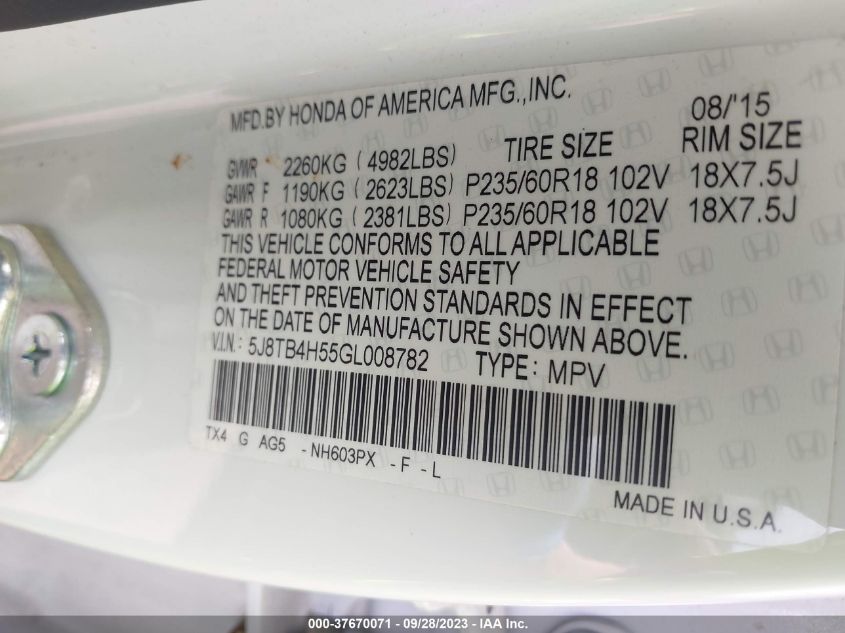 MFD.BY HONDA OF AMERICA MFG.,INC. 08/'15
GVWR 2260KG (4982LBS) TIRE SIZE RIM SIZE
GAWR F 1190KG (2623LBS) P235/60R18 102V 18X7.5J
GAWR R 1080KG (2381LBS) P235/60R18 102V 18X7.5J
THIS VEHICLE CONFORMS TO ALL APPLICABLE
FEDERAL MOTOR VEHICLE SAFETY
AND THEFT PREVENTION STANDARDS IN EFFECT
ON THE DATE OF MANUFACTURE SHOWN ABOVE.
V.I.N.: 5J8TB4H55GL008782 TYPE: MPV
TX4 G AG5 -NH603PX -F -L
MADE IN U.S.A.
000-37670071 - 09/28/2023 - IAA Inc.